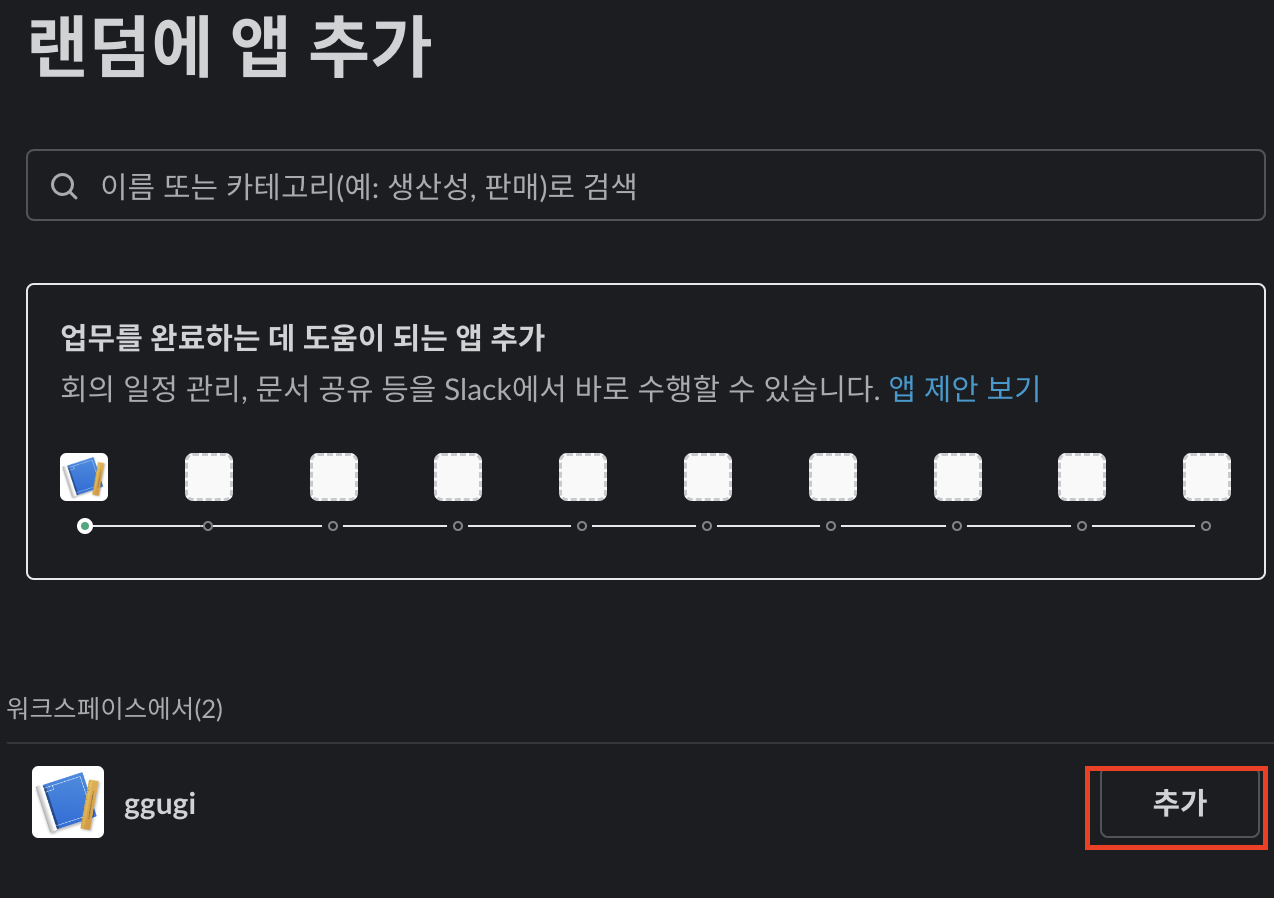 랜덤에 앱 추가
이름 또는 카테고리(예: 생산성, 판매)로 검색
업무를 완료하는 데 도움이 되는 앱 추가
회의 일정 관리, 문서 공유 등을 Slack에서 바로 수행할 수 있습니다. 앱 제안 보기
워크스페이스에서(2)
ggugi
추가